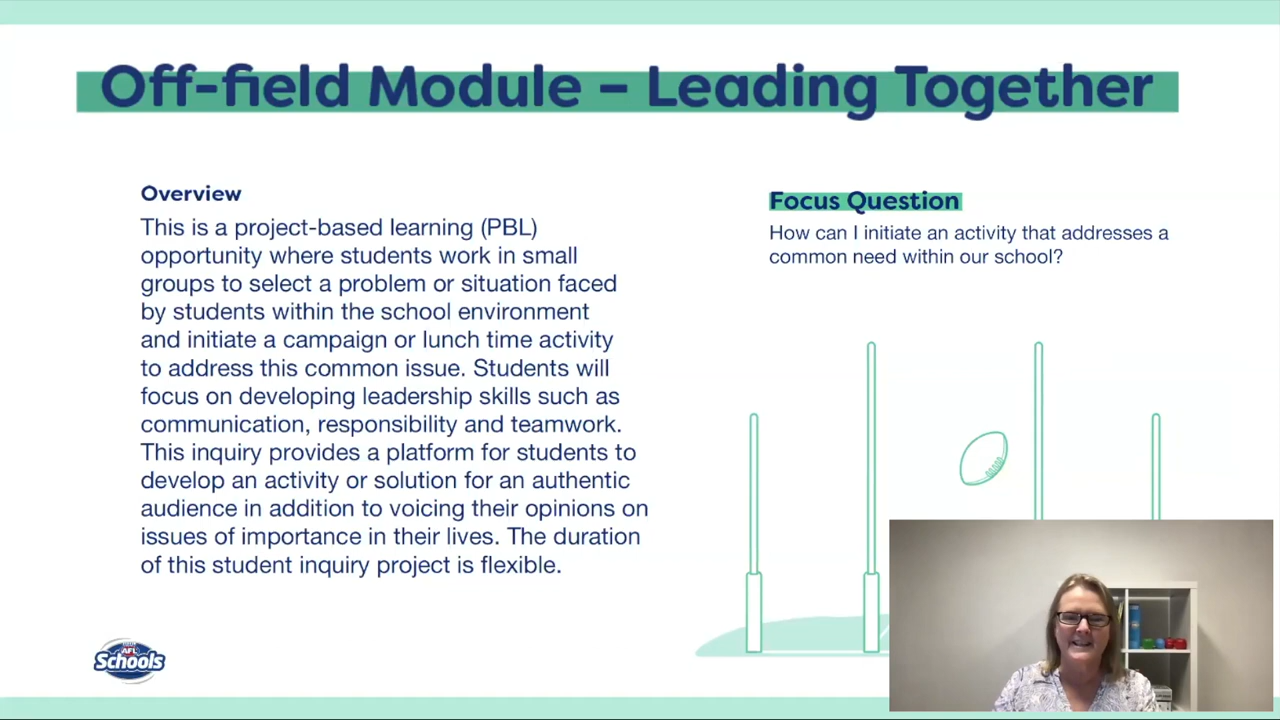 Off-field Module – Leading Together
Overview
This is a project-based learning (PBL)
opportunity where students work in small
groups to select a problem or situation faced
by students within the school environment
and initiate a campaign or lunch time activity
to address this common issue. Students will
focus on developing leadership skills such as
communication, responsibility and teamwork.
This inquiry provides a platform for students to
develop an activity or solution for an authentic
audience in addition to voicing their opinions on
issues of importance in their lives. The duration
of this student inquiry project is flexible.
Focus Question
How can I initiate an activity that addresses a
common need within our school?
AFL
Schools